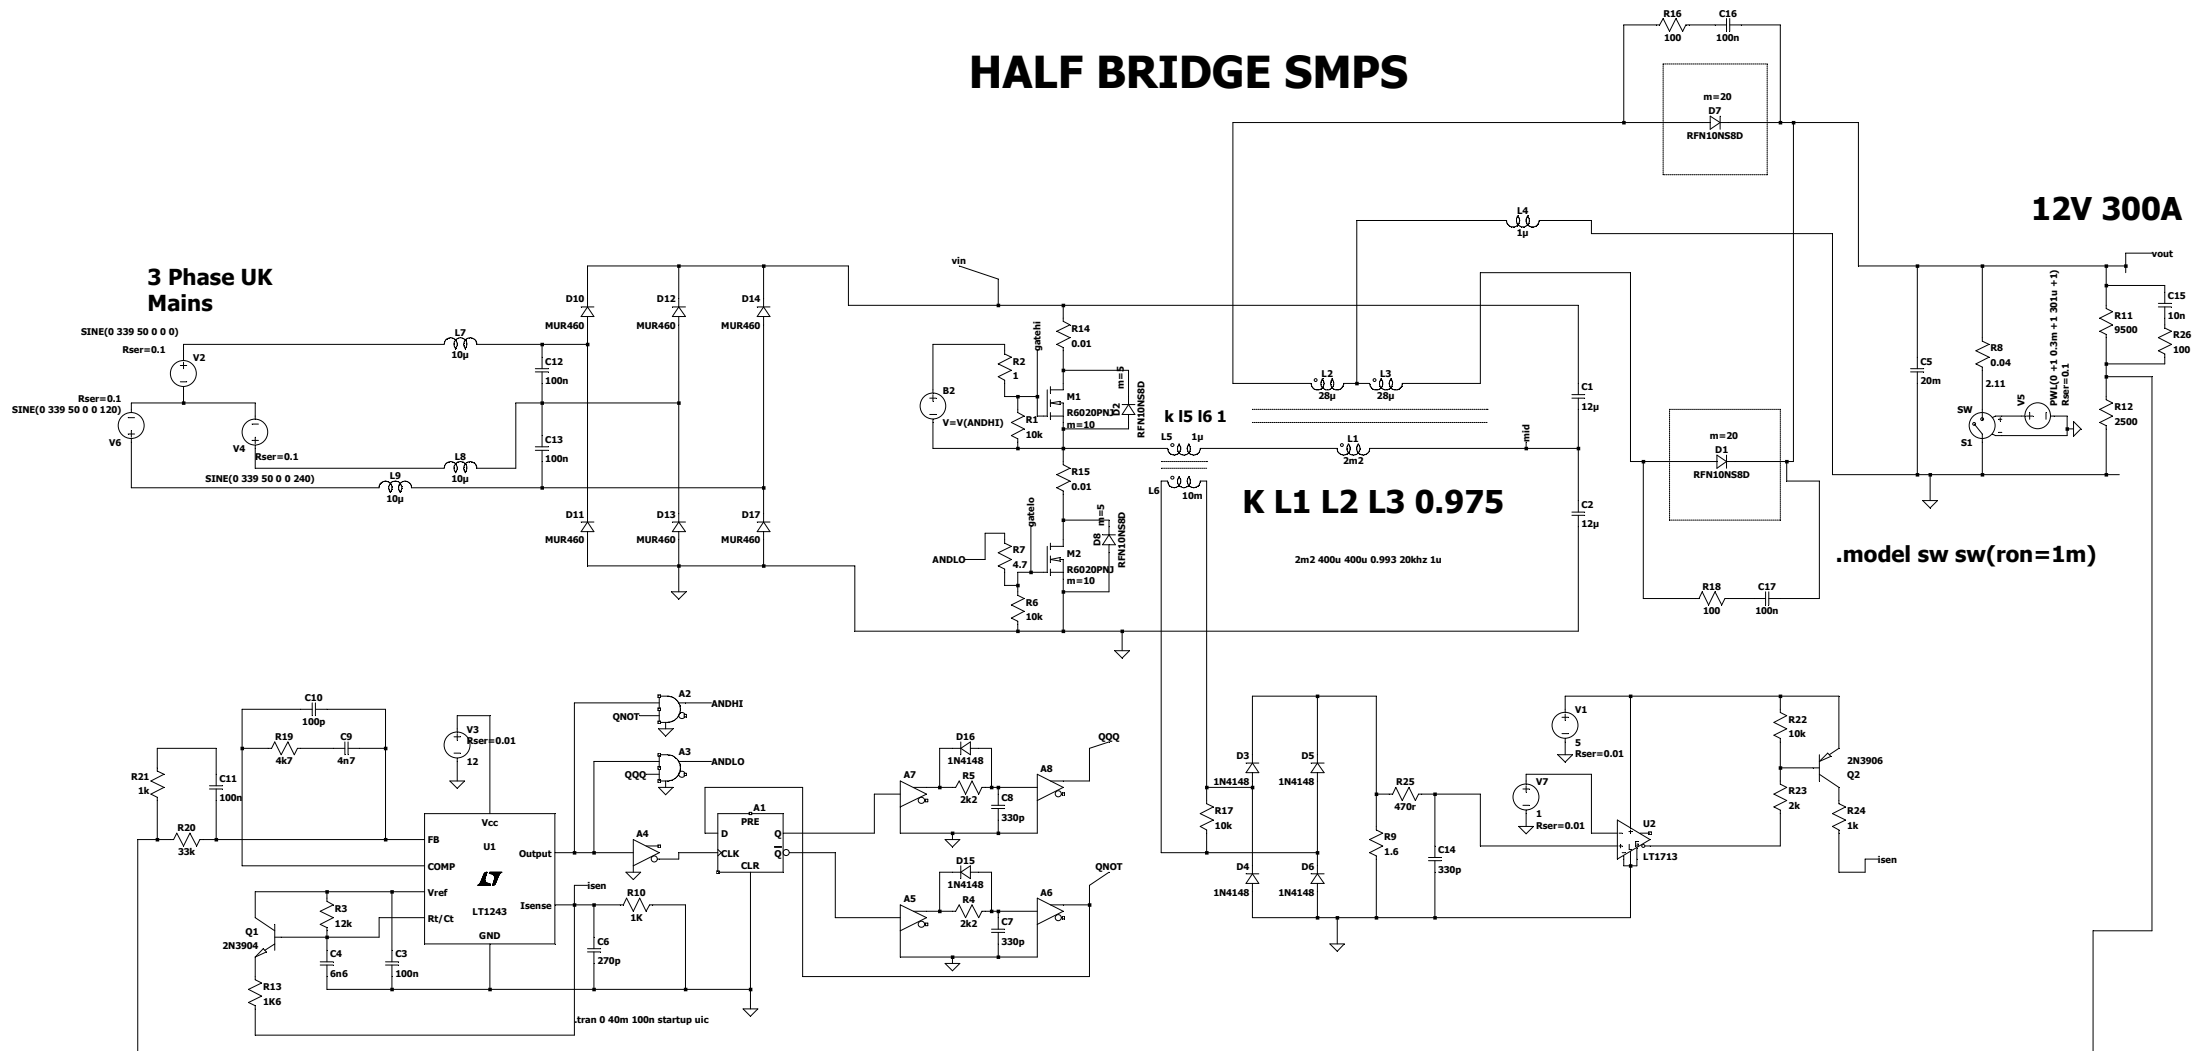 HALF BRIDGE SMPS
R16
100
C16
100n
m=20
D7
RFN10NS8D
L4
1µ
12V 300A
vout
3 Phase UK
Mains
SINE(0 339 50 0 0 0)
Rser=0.1
V2
Rser=0.1
SINE(0 339 50 0 0 120)
V6
V4
Rser=0.1
SINE(0 339 50 0 0 240)
L7
10µ
L8
10µ
L9
10µ
C12
100n
C13
100n
D10
MUR460
D12
MUR460
D14
MUR460
D11
MUR460
D13
MUR460
D17
MUR460
vin
R14
0.01
gatehi
R2
1
B2
V=V(ANDHI)
R1
10k
M1
R6020PNJ
m=10
m=5
D2
RFN10NS8D
R15
0.01
gatelo
ANDLO
R7
4.7
R6
10k
M2
R6020PNJ
m=10
m=5
D8
RFN10NS8D
L2
28µ
L3
28µ
k l5 l6 1
L5
1µ
L6
10m
L1
2m2
mid
C1
12µ
C2
12µ
K L1 L2 L3 0.975
2m2 400u 400u 0.993 20khz 1u
m=20
D1
RFN10NS8D
R18
100
C17
100n
.model sw sw(ron=1m)
C5
20m
R8
0.04
2.11
SW
S1
V5
PWL(0 +1 0.3m +1 301u +1)
Rser=0.1
R11
9500
R12
2500
C15
10n
R26
100
C10
100p
R19
4k7
C9
4n7
R21
1k
C11
100n
R20
33k
V3
Rser=0.01
12
Vcc
U1
FB
COMP
Vref
Rt/Ct
Output
Isense
LT
LT1243
GND
R3
12k
Q1
2N3904
C4
6n6
C3
100n
R13
1K6
isen
R10
1K
C6
270p
.tran 0 40m 100n startup uic
A2
QNOT
ANDHI
A3
QQQ
ANDLO
A4
A1
PRE
D
Q
CLK
Q
CLR
A7
D16
1N4148
R5
2k2
C8
330p
A8
QQQ
A5
D15
1N4148
R4
2k2
C7
330p
A6
QNOT
D3
1N4148
D5
1N4148
D4
1N4148
D6
1N4148
R17
10k
R25
470r
R9
1.6
C14
330p
V7
1
Rser=0.01
V1
5
Rser=0.01
U2
LT1713
R22
10k
R23
2k
2N3906
Q2
R24
1k
isen